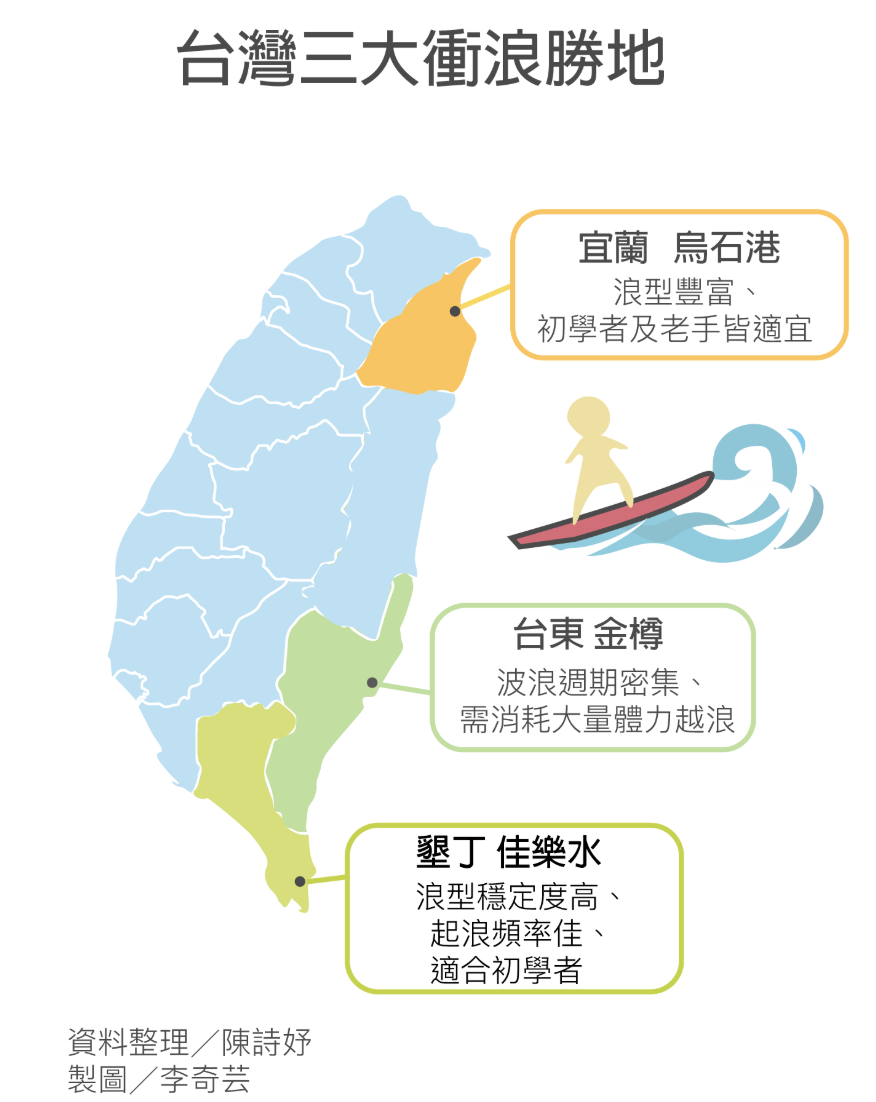 台灣三大衝浪勝地
宜蘭 烏石港
浪型豐富、
初學者及老手皆適宜
台東 金樽
波浪週期密集、
需消耗大量體力越浪
墾丁 佳樂水
浪型穩定度高、
起浪頻率佳、
適合初學者
資料整理／陳詩妤
製圖／李奇芸